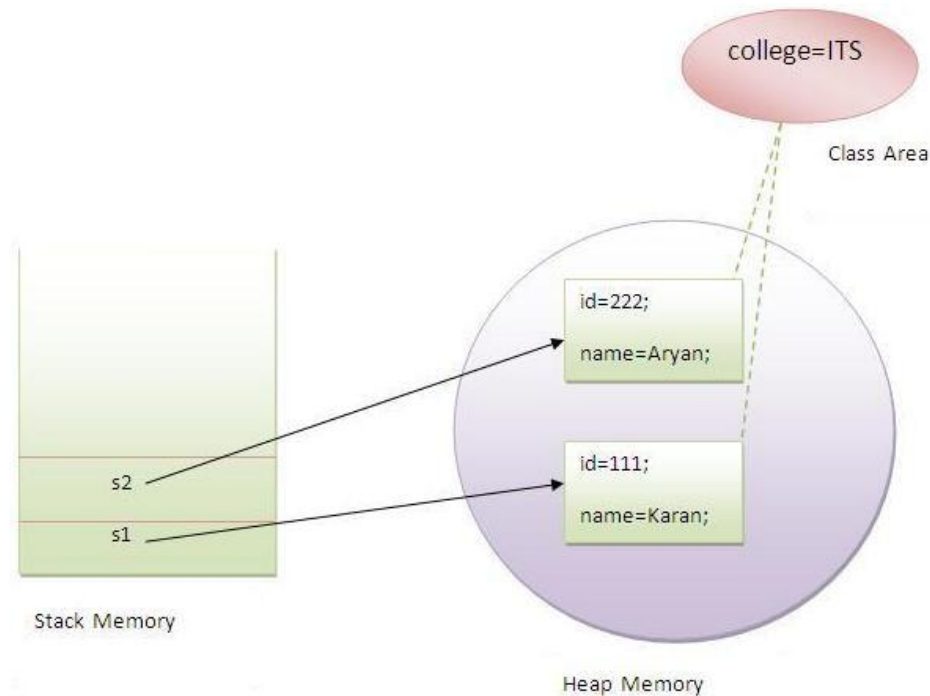 college=ITS
Class Area
id=222;
name=Aryan;
s2
id=111;
name=Karan;
s1
Stack Memory
Heap Memory